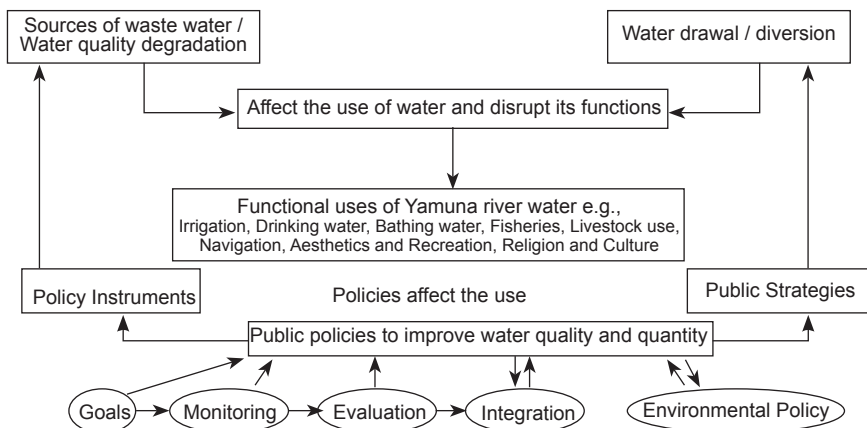 Sources of waste water /
Water quality degradation
Water drawal / diversion
Affect the use of water and disrupt its functions
Functional uses of Yamuna river water e.g.,
Irrigation, Drinking water, Bathing water, Fisheries, Livestock use,
Navigation, Aesthetics and Recreation, Religion and Culture
Policy Instruments
Policies affect the use
Public Strategies
Public policies to improve water quality and quantity
Goals
Monitoring
Evaluation
Integration
Environmental Policy